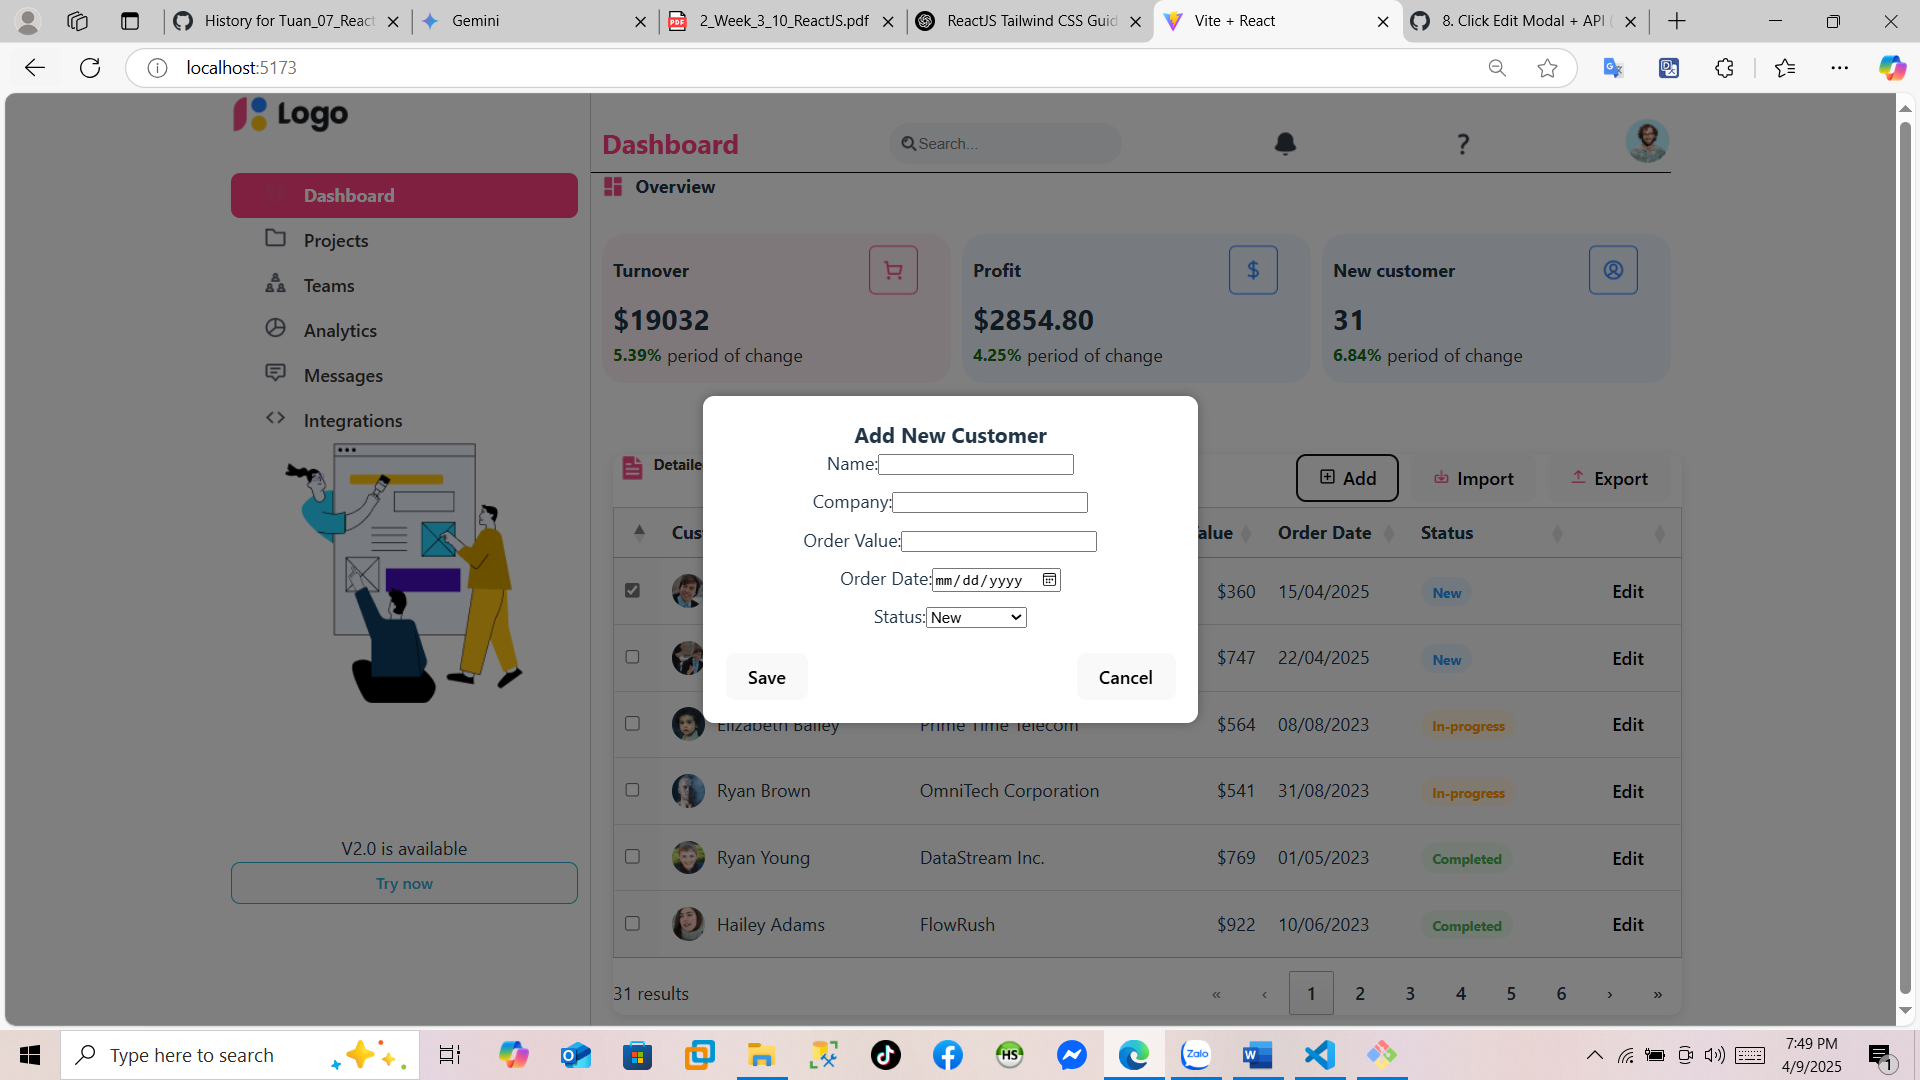 History for Tuan_07_React
Gemini
2_Week_3_10_ReactJS.pdf
ReactJS Tailwind CSS Guid
Vite + React
8. Click Edit Modal + API (
localhost:5173
Logo
Dashboard
Search...
?
Overview
Dashboard
Projects
Teams
Analytics
Messages
Integrations
V2.0 is available
Try now
Turnover
$19032
5.39% period of change
Profit
$
$2854.80
4.25% period of change
New customer
31
6.84% period of change
Detaile
Add
Import
Export
Add New Customer
Name:
Company:
Order Value:
Order Date: mm/dd/yyyy
Status: New
Save
Cancel
Cus
alue
Order Date
Status
$360 15/04/2025 New Edit
$747 22/04/2025 New Edit
Elizabeth Bailey Prime Time Telecom $564 08/08/2023 In-progress Edit
Ryan Brown OmniTech Corporation $541 31/08/2023 In-progress Edit
Ryan Young DataStream Inc. $769 01/05/2023 Completed Edit
Hailey Adams FlowRush $922 10/06/2023 Completed Edit
31 results
« ‹ 1 2 3 4 5 6 › »
Type here to search
HS
Zalo
7:49 PM
4/9/2025
1